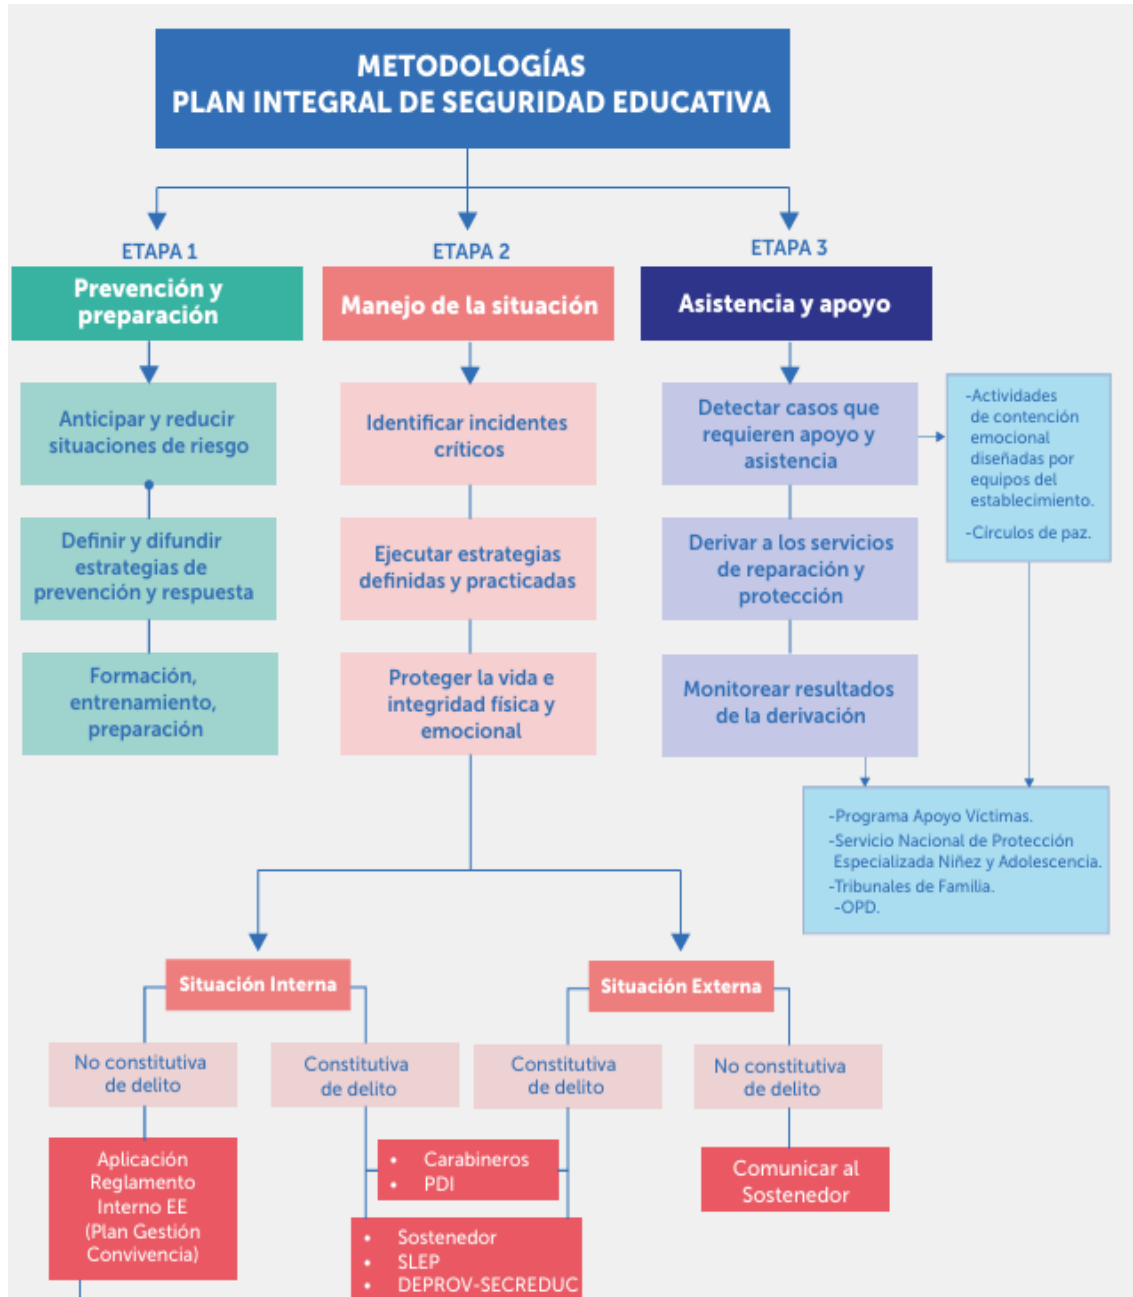 METODOLOGÍAS
PLAN INTEGRAL DE SEGURIDAD EDUCATIVA
ETAPA 1
Prevención y
preparación
Anticipar y reducir
situaciones de riesgo
Definir y difundir
estrategias de
prevención y respuesta
Formación,
entrenamiento,
preparación
ETAPA 2
Manejo de la situación
Identificar incidentes
críticos
Ejecutar estrategias
definidas y practicadas
Proteger la vida e
integridad física y
emocional
ETAPA 3
Asistencia y apoyo
Detectar casos que
requieren apoyo y
asistencia
Derivar a los servicios
de reparación y
protección
Monitorear resultados
de la derivación
-Actividades
de contención
emocional
diseñadas por
equipos del
establecimiento.
-Círculos de paz.
-Programa Apoyo Víctimas.
-Servicio Nacional de Protección
Especializada Niñez y Adolescencia.
-Tribunales de Familia.
-OPD.
Situación Interna
No constitutiva
de delito
Aplicación
Reglamento
Interno EE
(Plan Gestión
Convivencia)
Constitutiva
de delito
• Carabineros
• PDI
• Sostenedor
• SLEP
• DEPROV-SECREDUC
Situación Externa
Constitutiva
de delito
No constitutiva
de delito
Comunicar al
Sostenedor